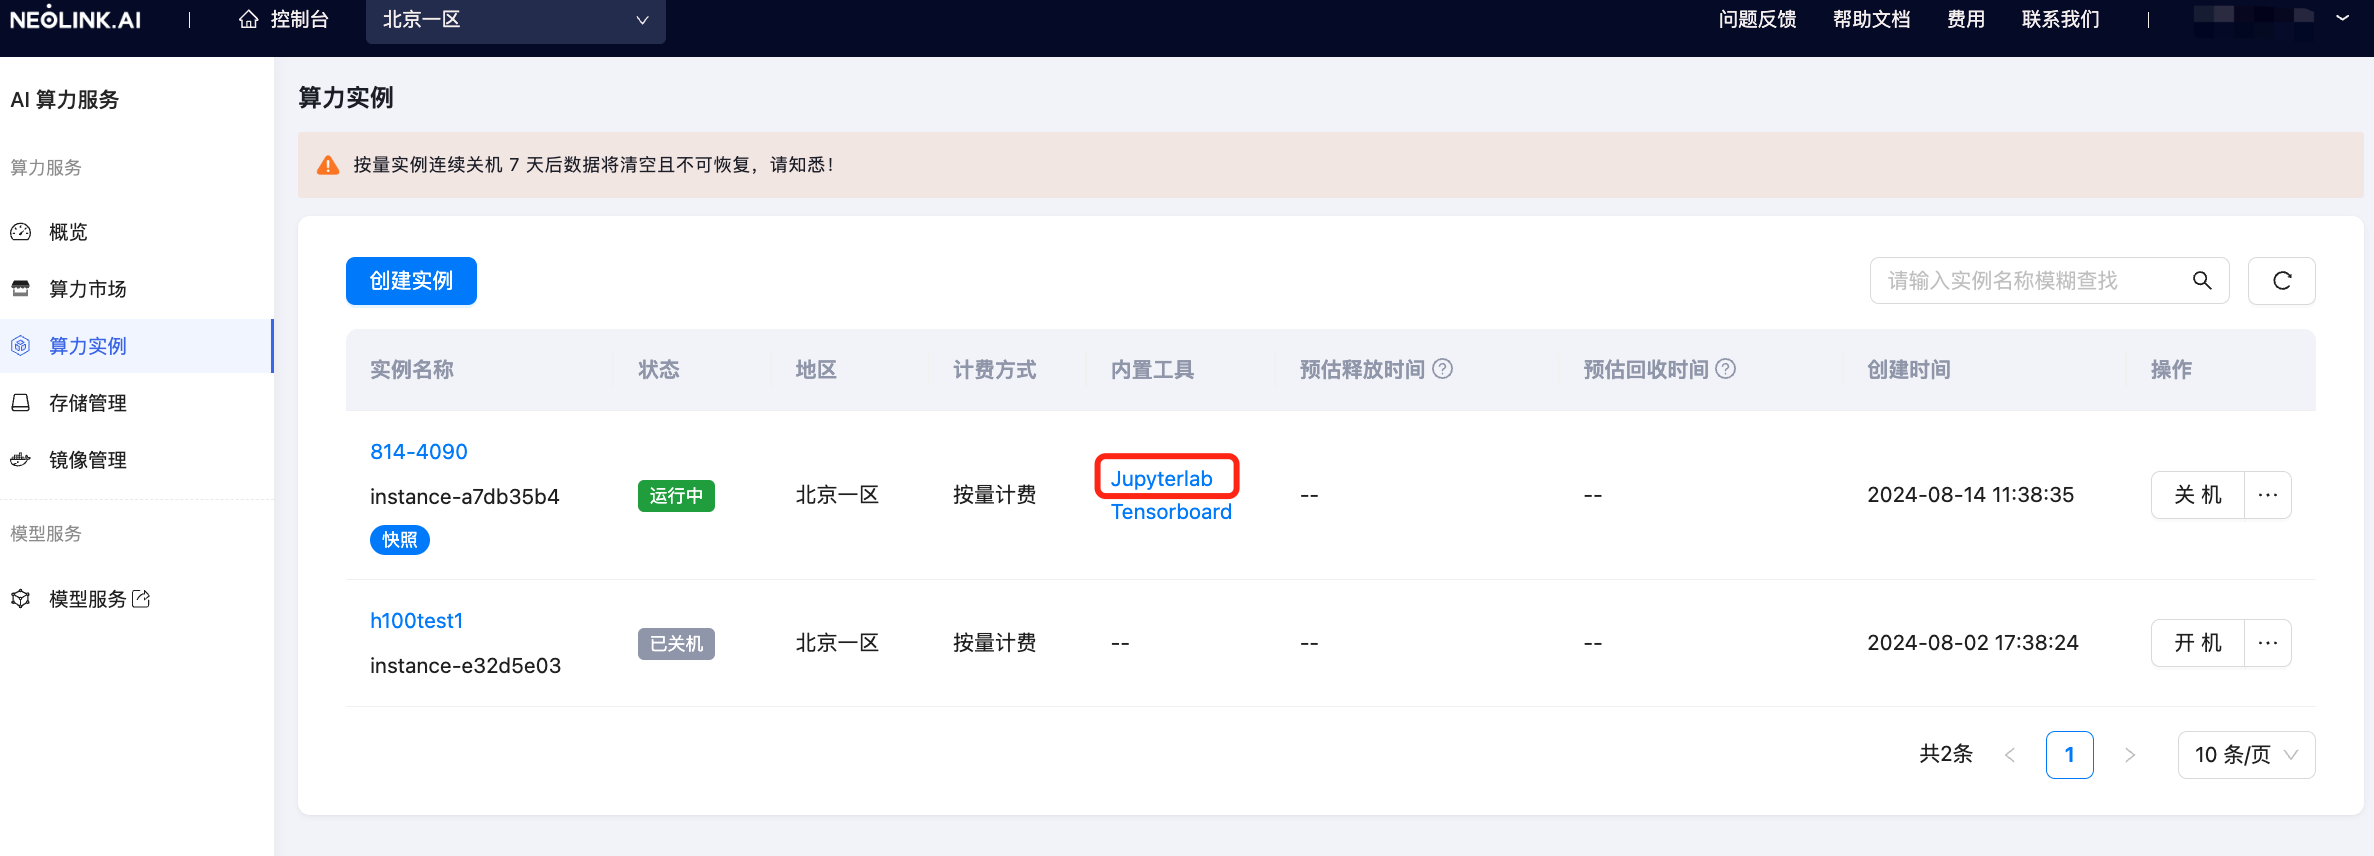 NEOLINK.AI
控制台
北京一区
问题反馈
帮助文档
费用
联系我们
AI 算力服务
算力服务
概览
算力市场
算力实例
存储管理
镜像管理
模型服务
模型服务
算力实例
按量实例连续关机 7 天后数据将清空且不可恢复，请知悉！
创建实例
请输入实例名称模糊查找
实例名称 状态 地区 计费方式 内置工具 预估释放时间 预估回收时间 创建时间 操作
814-4090
instance-a7db35b4
快照
运行中
北京一区
按量计费
Jupyterlab
Tensorboard
--
--
2024-08-14 11:38:35
关 机
···
h100test1
instance-e32d5e03
已关机
北京一区
按量计费
--
--
--
2024-08-02 17:38:24
开 机
···
共2条
1
10 条/页